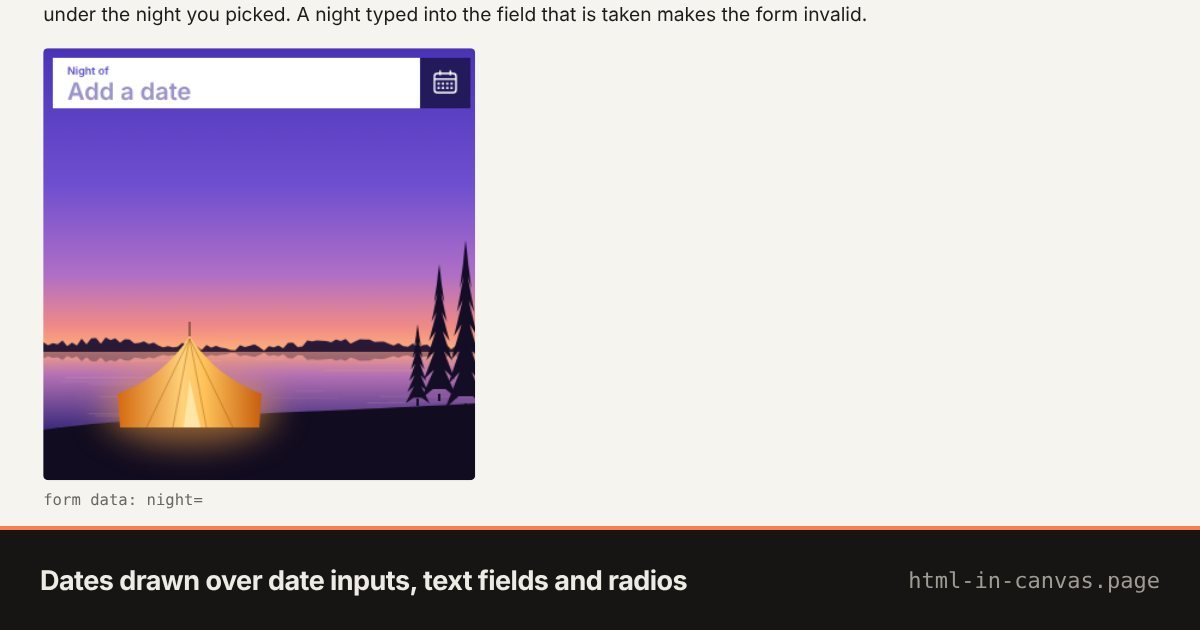 under the night you picked. A night typed into the field that is taken makes the form invalid.
Night of
Add a date
form data: night=
Dates drawn over date inputs, text fields and radios
html-in-canvas.page